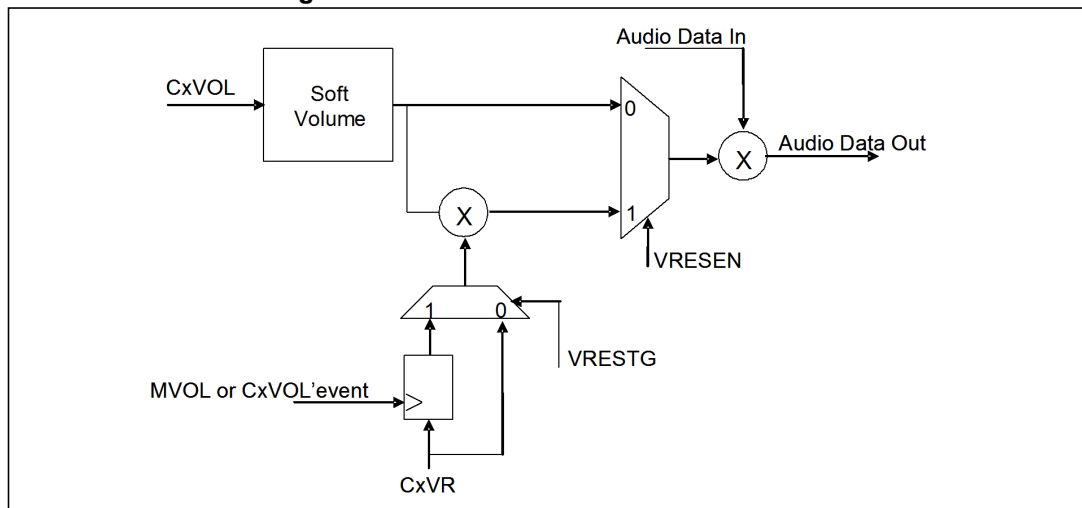 Audio Data In
CxVOL
Soft
Volume
0
X
Audio Data Out
X
1
VRESEN
1
0
VRESTG
MVOL or CxVOL'event
CxVR